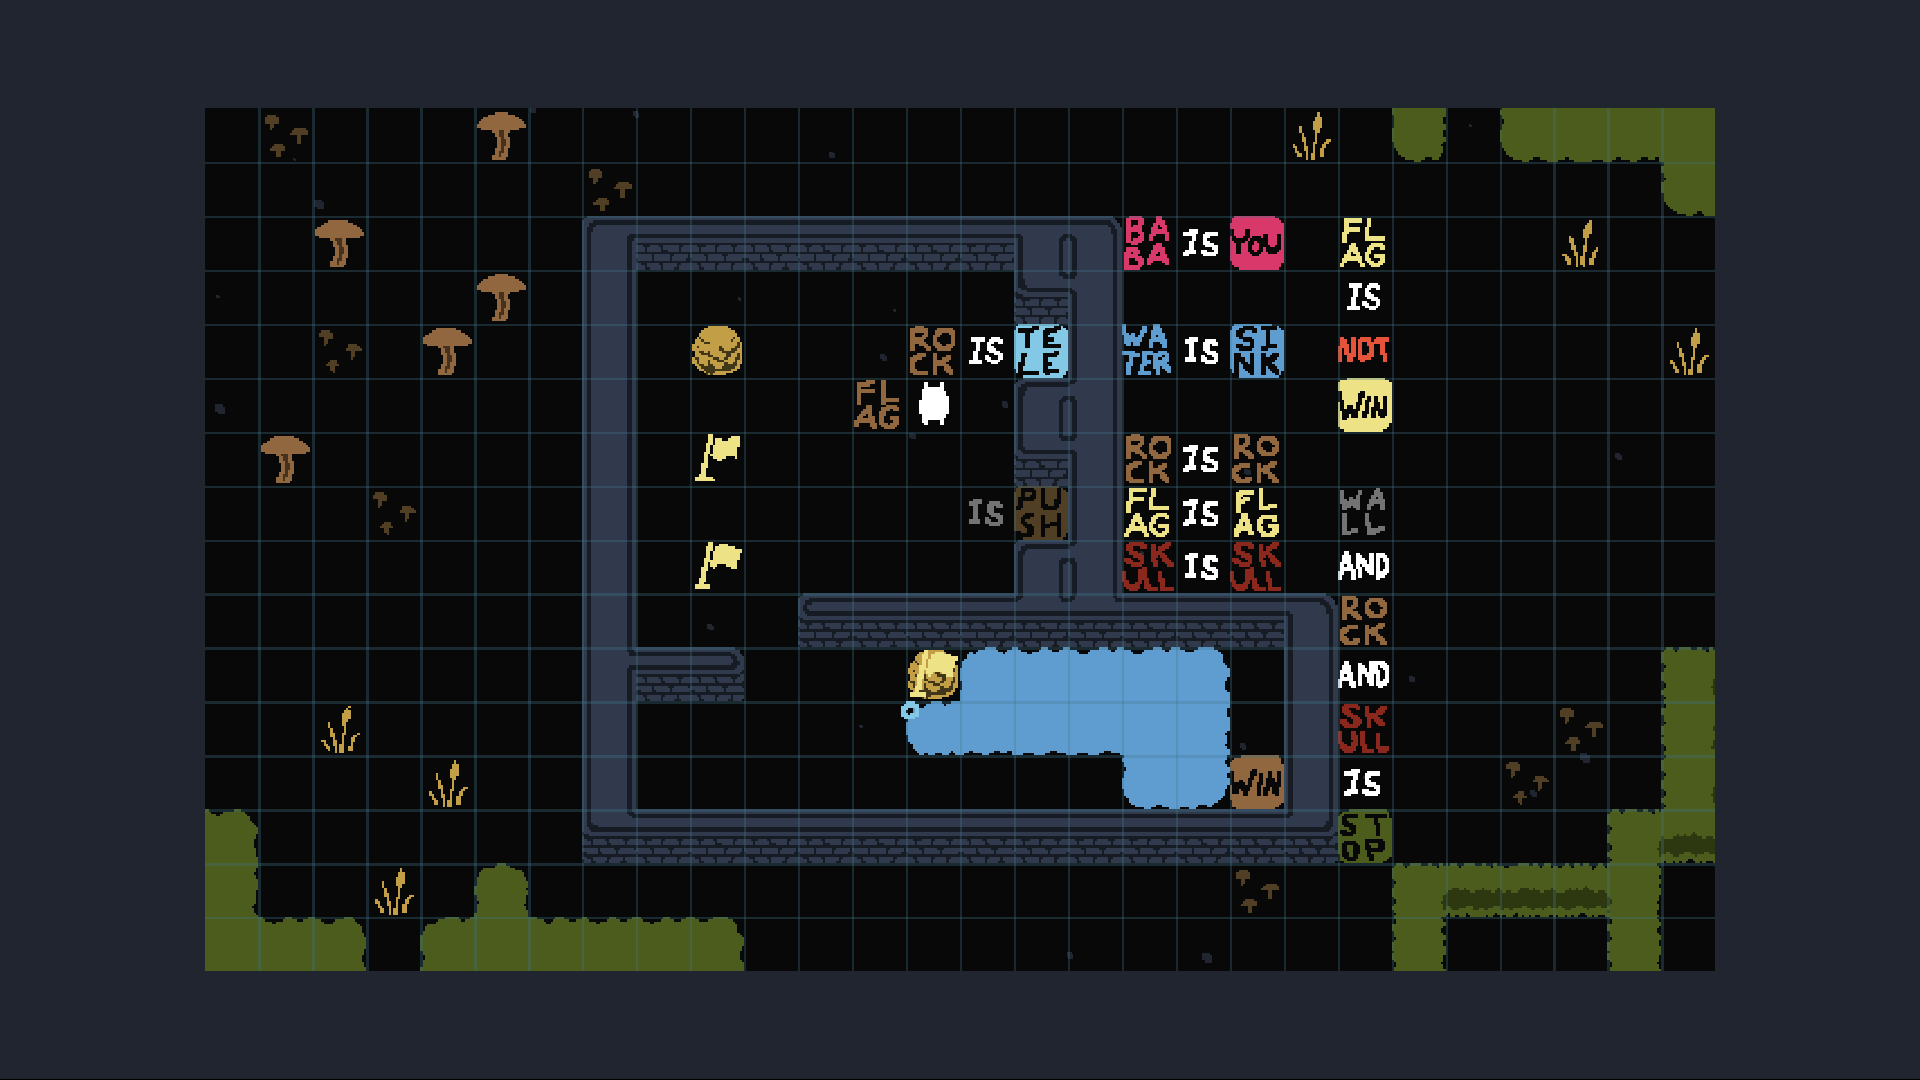 BABA IS YOU FLAG
IS
ROCK IS TELE WATER IS SINK NOT
FLAG WIN
ROCK IS ROCK
IS PUSH FLAG IS FLAG WALL
SKULL IS SKULL AND
ROCK
AND
SKULL
WIN IS
STOP